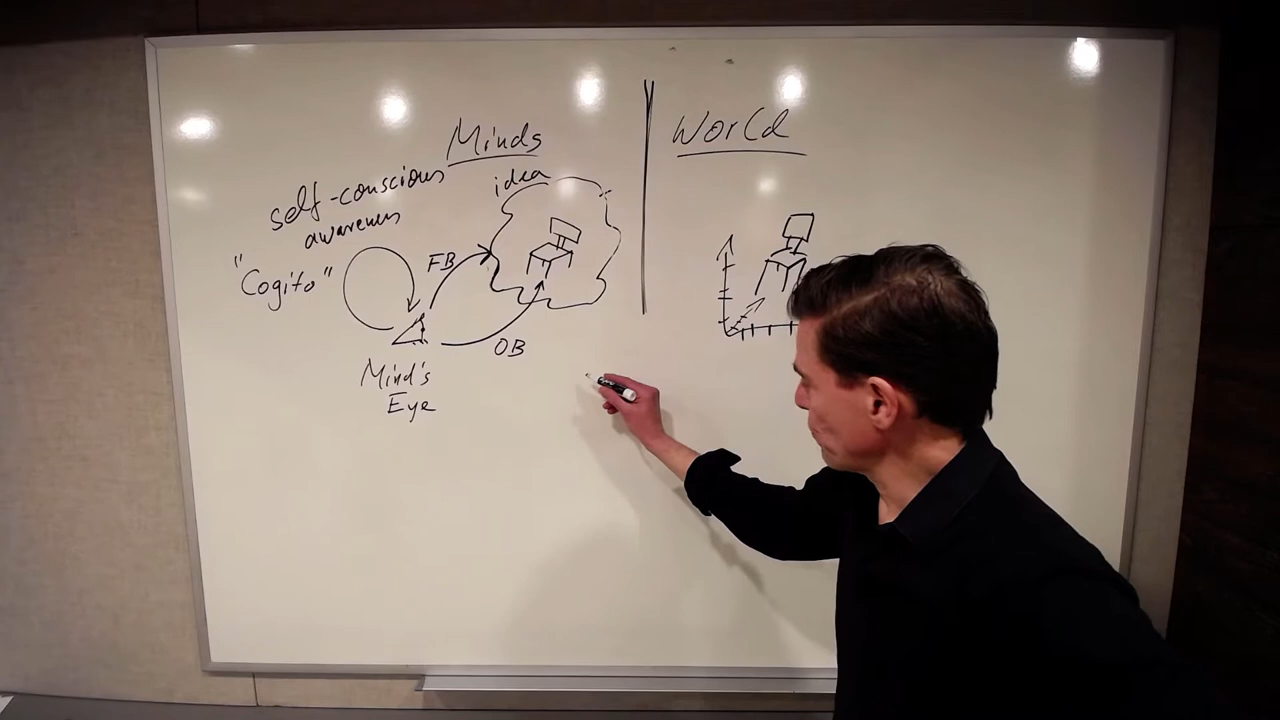 Minds
World
idea
self-conscious
awareness
"Cogito"
FB
OB
Mind's
Eye